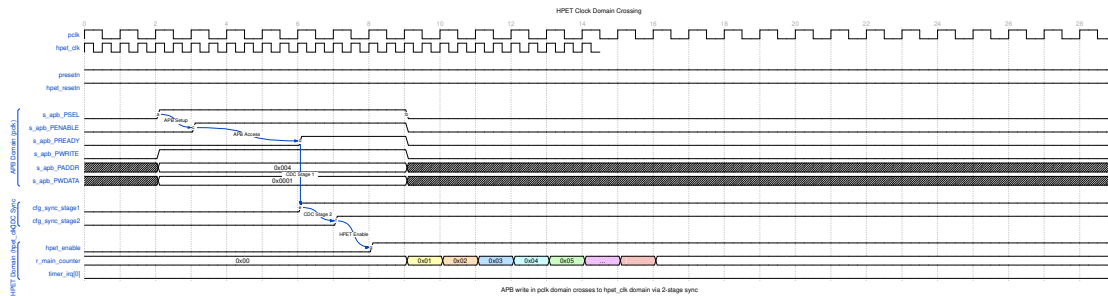 HPET Clock Domain Crossing
0 2 4 6 8 10 12 14 16 18 20 22 24 26 28
pclk
hpet_clk
presetn
hpet_resetn
APB Domain (pclk)
s_apb_PSEL
APB Setup
s_apb_PENABLE
APB Access
s_apb_PREADY
s_apb_PWRITE
s_apb_PADDR 0x004
CDC Stage 1
s_apb_PWDATA 0x0001
CDC Sync
cfg_sync_stage1
CDC Stage 2
cfg_sync_stage2
HPET Enable
HPET Domain (hpet_clk)
hpet_enable
r_main_counter 0x00 0x01 0x02 0x03 0x04 0x05 ...
timer_irq[0]
APB write in pclk domain crosses to hpet_clk domain via 2-stage sync